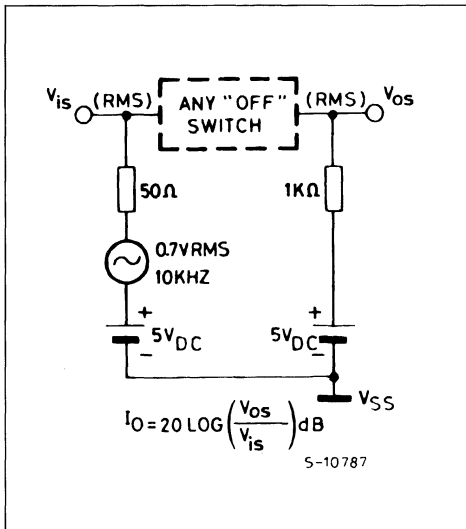 Vis (RMS) ANY "OFF" SWITCH (RMS) Vos
50Ω
1KΩ
0.7VRMS
10KHZ
+
5VDC
-
+
5VDC
-
VSS
IO=20 LOG(Vos/Vis)dB
S-10787